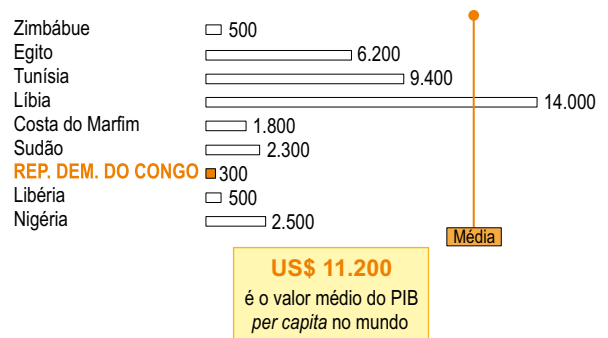 Zimbábue 500
Egito 6.200
Tunísia 9.400
Líbia 14.000
Costa do Marfim 1.800
Sudão 2.300
REP. DEM. DO CONGO 300
Libéria 500
Nigéria 2.500
Média
US$ 11.200
é o valor médio do PIB
per capita no mundo